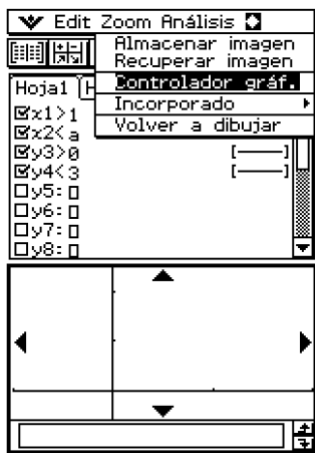 Edit Zoom Análisis
Almacenar imagen
Recuperar imagen
Controlador gráf.
Incorporado
Volver a dibujar
Hoja1
x1>1
x2<a
y3>0
y4<3
y5:
y6:
y7:
y8: